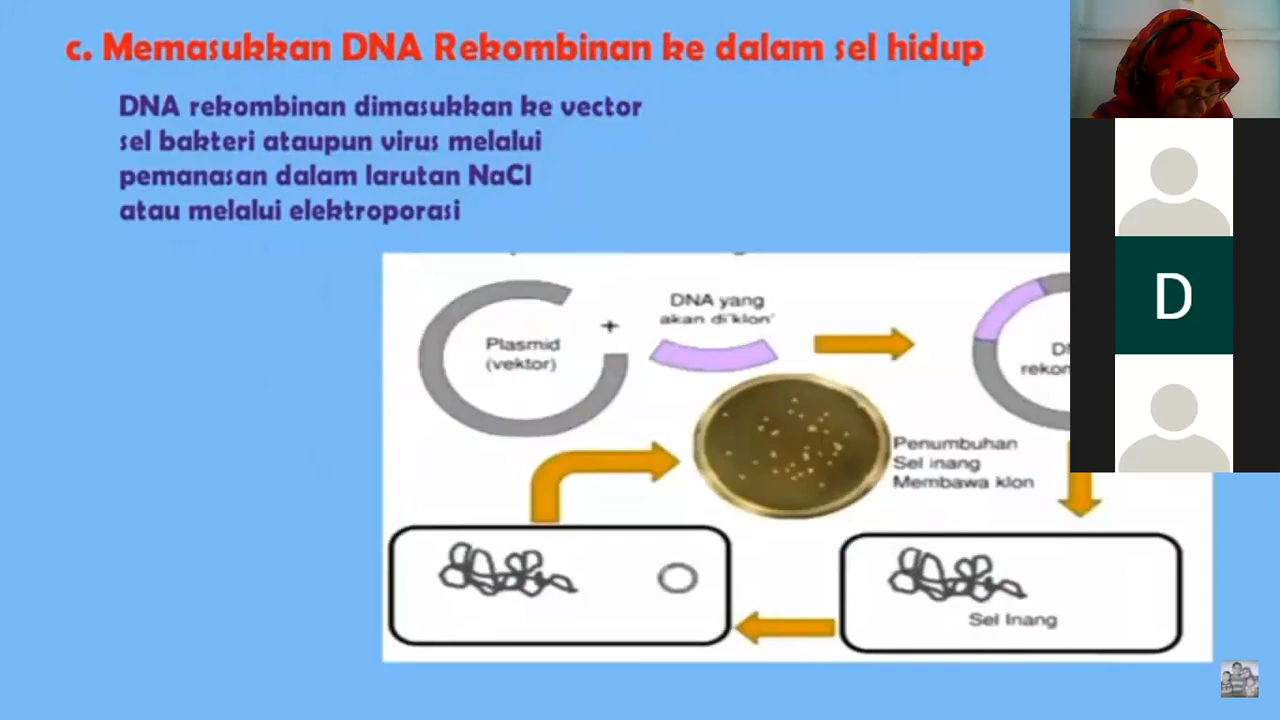 c. Memasukkan DNA Rekombinan ke dalam sel hidup
DNA rekombinan dimasukkan ke vector
sel bakteri ataupun virus melalui
pemanasan dalam larutan NaCl
atau melalui elektroporasi
Plasmid
(vektor)
+
DNA yang
akan di'klon'
D
Penumbuhan
Sel inang
Membawa klon
Sel Inang